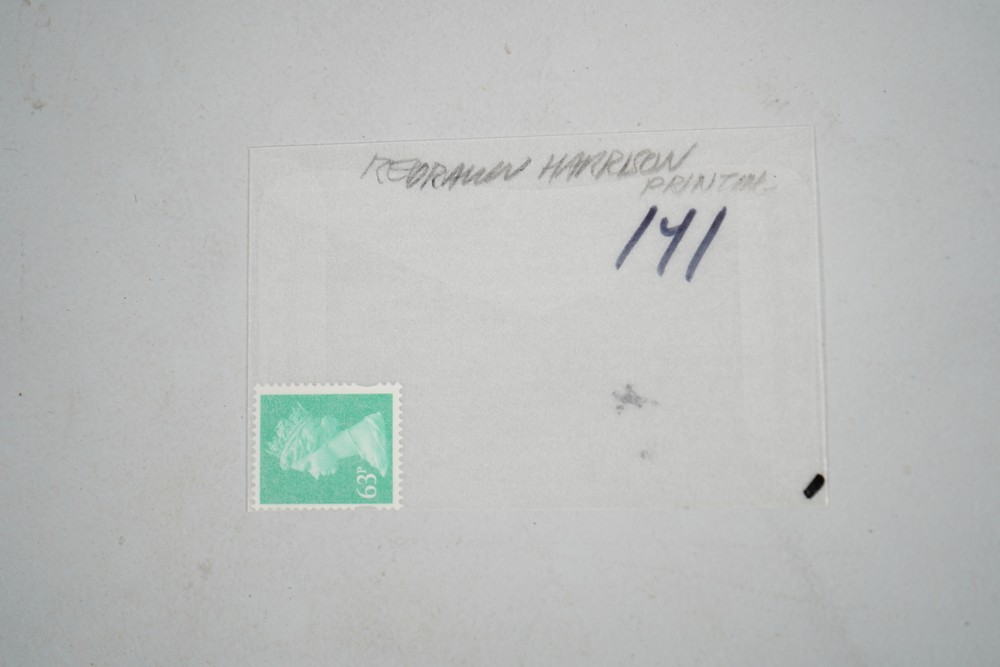 REDRAWN HARRISON
PRINTING
141
63P